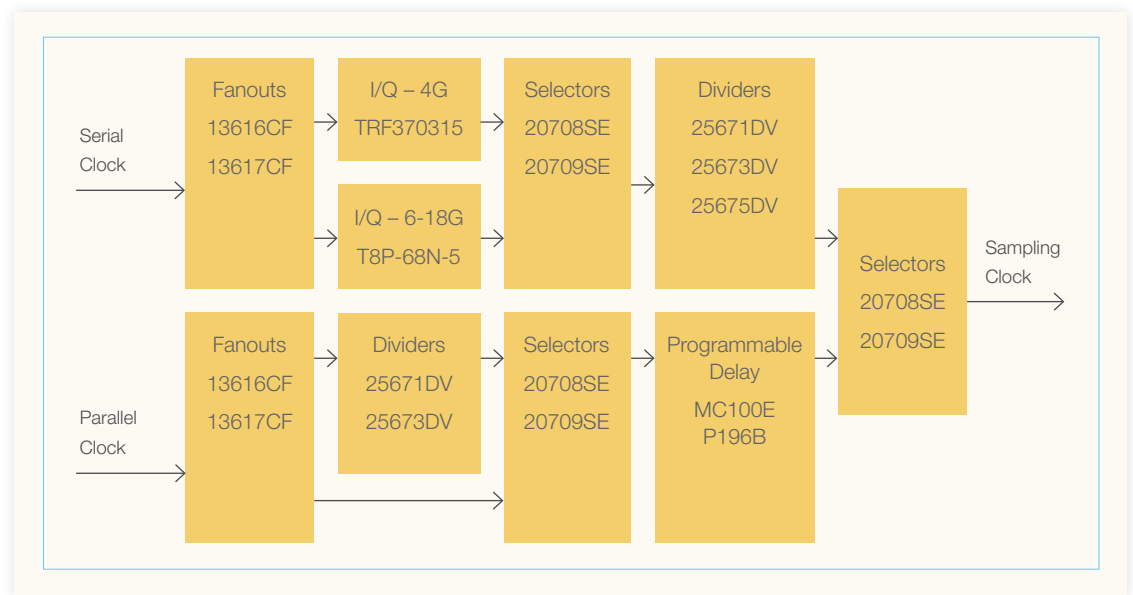 Serial
Clock
Fanouts
13616CF
13617CF
I/Q – 4G
TRF370315
I/Q – 6-18G
T8P-68N-5
Selectors
20708SE
20709SE
Dividers
25671DV
25673DV
25675DV
Parallel
Clock
Fanouts
13616CF
13617CF
Dividers
25671DV
25673DV
Selectors
20708SE
20709SE
Programmable
Delay
MC100E
P196B
Selectors
20708SE
20709SE
Sampling
Clock